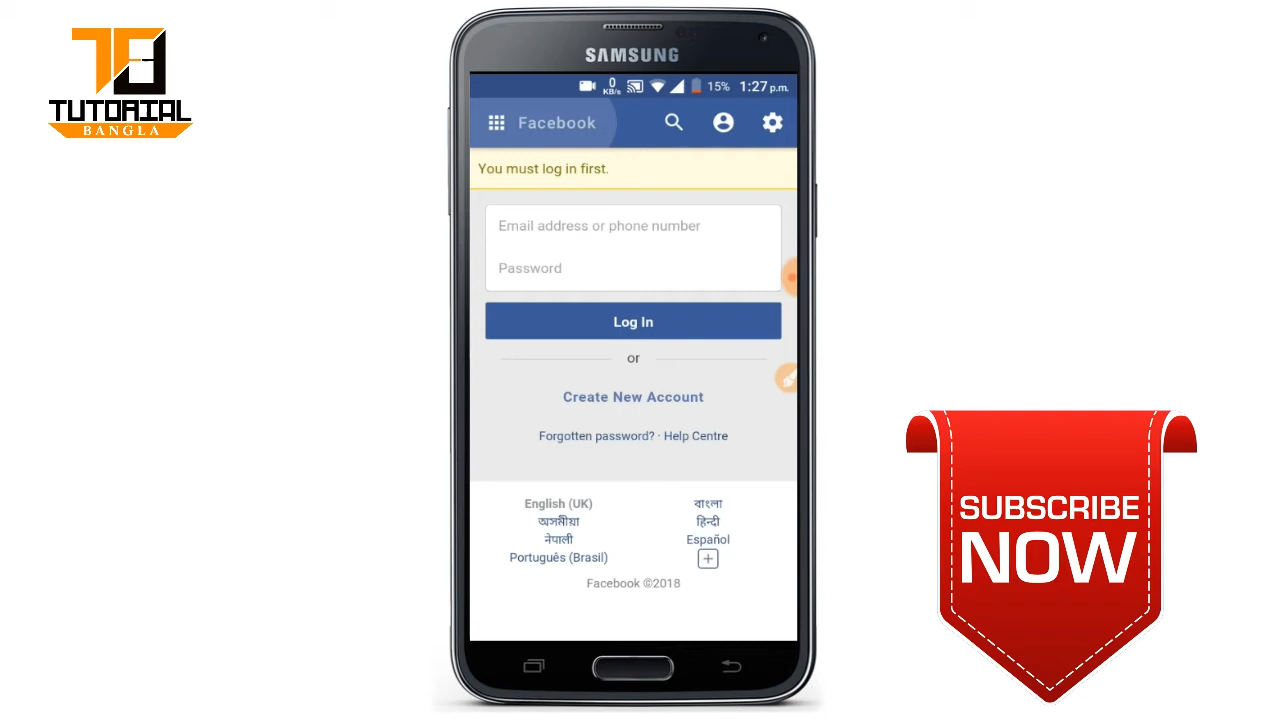 TUTORIAL
BANGLA
SAMSUNG
0
KB/s
15% 1:27 p.m.
Facebook
You must log in first.
Email address or phone number
Password
Log In
or
Create New Account
Forgotten password? · Help Centre
English (UK) বাংলা
অসমীয়া हिन्दी
नेपाली Español
Português (Brasil)
Facebook ©2018
SUBSCRIBE
NOW